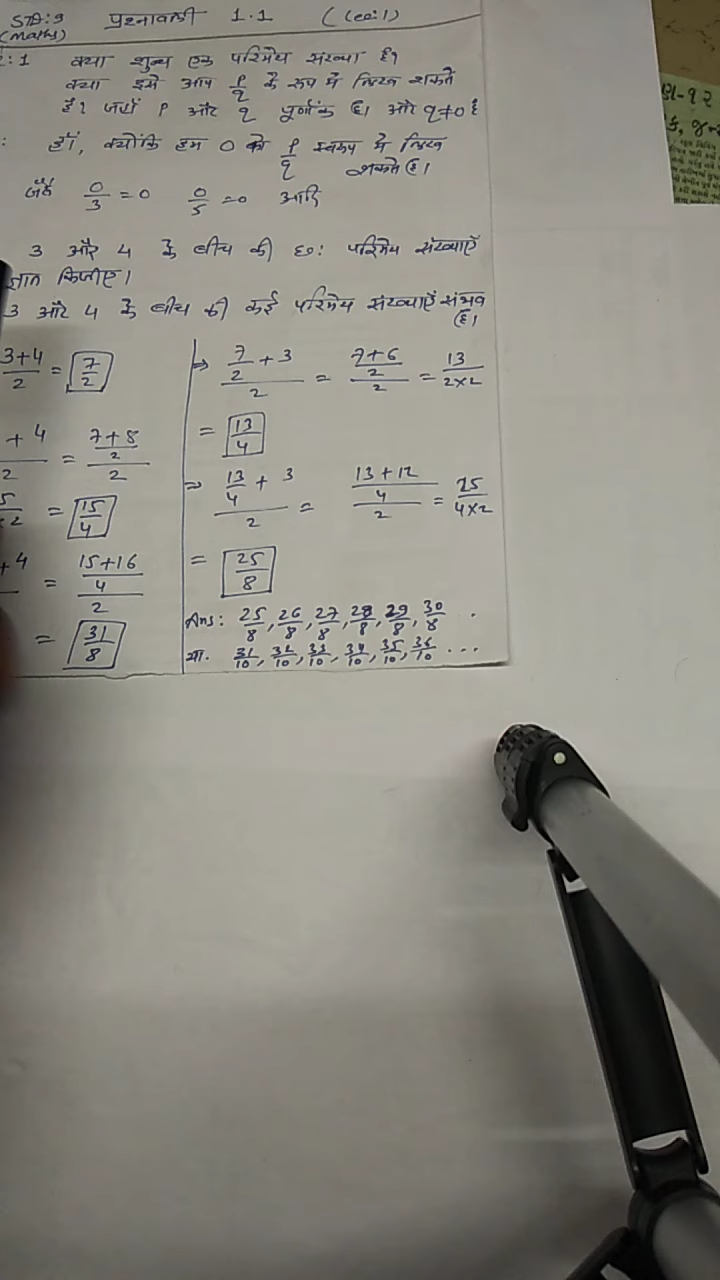 STD:9 प्रश्नावली 1.1 (Lec:1)
(Maths)
:1 क्या शुन्य एक परिमेय संख्या है?
क्या इसे आप p/q के रूप में लिख शकते
है? जहाँ p और q पूर्णांक है। और q≠0 है
: हाँ, क्योंकि हम 0 को p/q स्वरूप में लिख
शकते है।
जैसे 0/3 = 0 0/5 = 0 आदि
3 और 4 के बीच की छः परिमेय संख्याएँ
ज्ञात किजीए।
3 और 4 के बीच की कई परिमेय संख्याएँ संभव
है।
3+4/2 = 7/2
+ 4/2 = 7+8/2/2
= 15/4
+4 = 15+16/4/2
= 31/8
⇒ 7/2 + 3/2 = 7+6/2/2 = 13/2×2
= 13/4
⇒ 13/4 + 3/2 = 13+12/4/2 = 25/4×2
= 25/8
Ans: 25/8, 26/8, 27/8, 28/8, 29/8, 30/8 .
या. 31/10, 32/10, 33/10, 34/10, 35/10, 36/10 ...
ણ-૧૨
ક, જ-